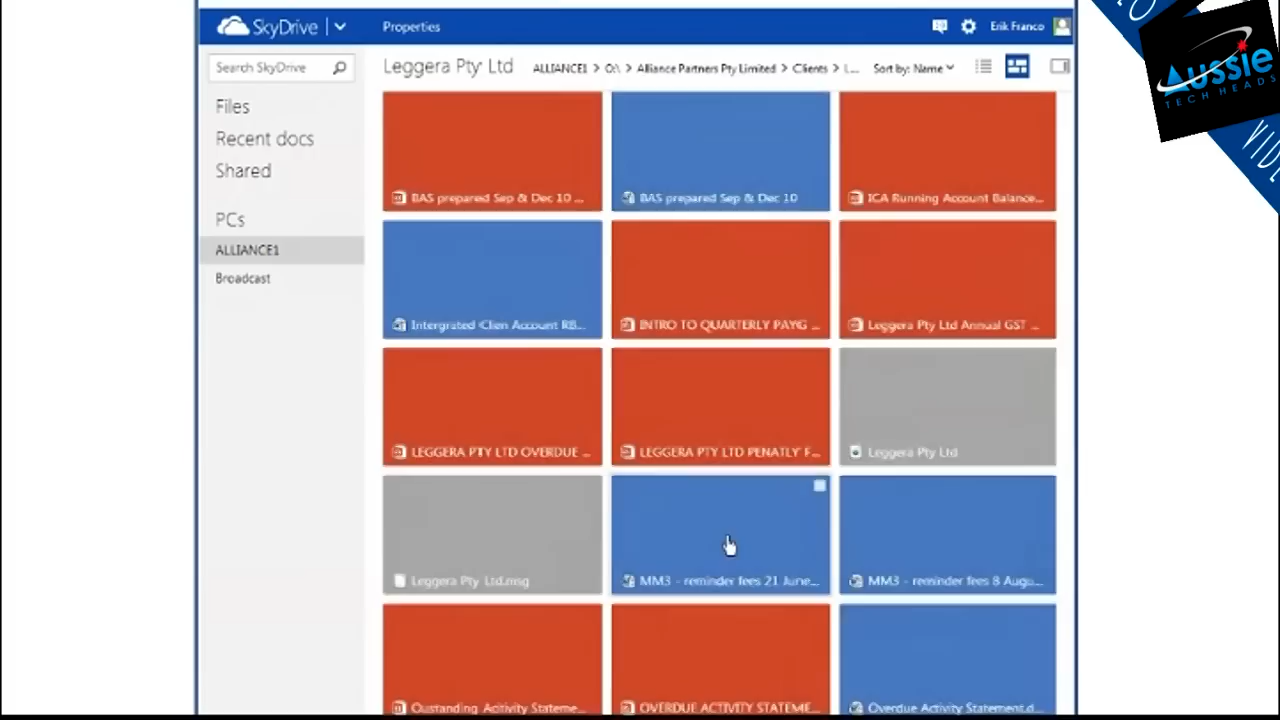 SkyDrive
Properties
Erik Franco
Search SkyDrive
Leggera Pty Ltd
ALLIANCE1 > O:\ > Alliance Partners Pty Limited > Clients > L...
Sort by: Name
Files
Recent docs
Shared
PCs
ALLIANCE1
Broadcast
BAS prepared Sep & Dec 10 ...
BAS prepared Sep & Dec 10
ICA Running Account Balance...
Intergrated Clien Account RB...
INTRO TO QUARTERLY PAYG ...
Leggera Pty Ltd Annual GST ...
LEGGERA PTY LTD OVERDUE ...
LEGGERA PTY LTD PENATLY F...
Leggera Pty Ltd
Leggera Pty Ltd.msg
MM3 - reminder fees 21 June...
MM3 - reminder fees 8 Augu...
Oustanding Activity Stateme...
OVERDUE ACTIVITY STATEME...
Overdue Activity Statement.d...
AUSSIE
TECH HEADS